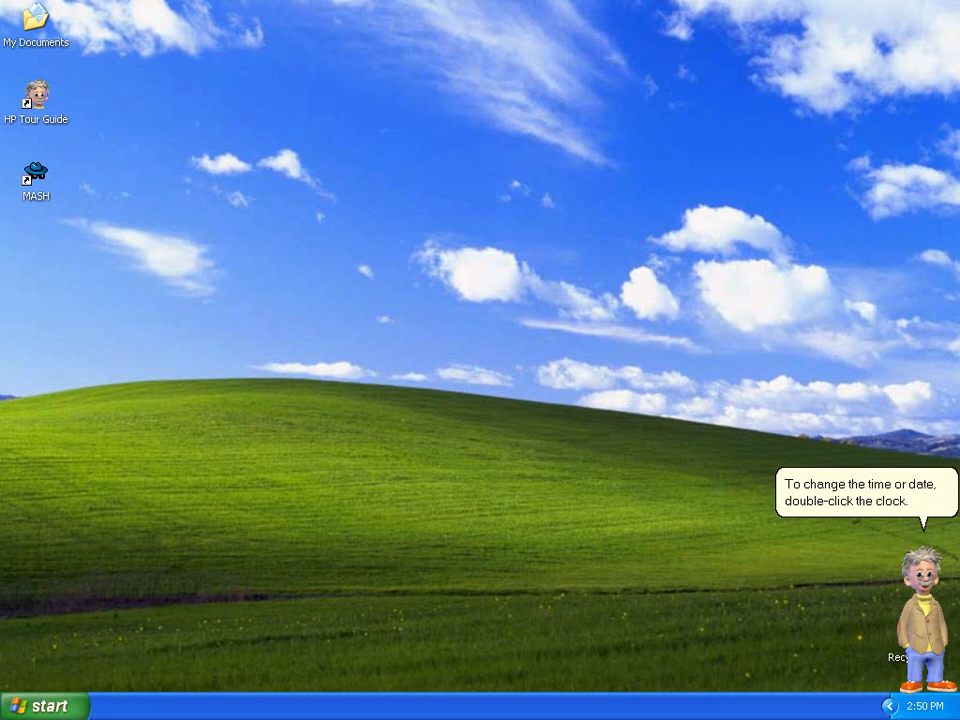 My Documents
HP Tour Guide
MASH
To change the time or date,
double-click the clock.
start
2:50 PM